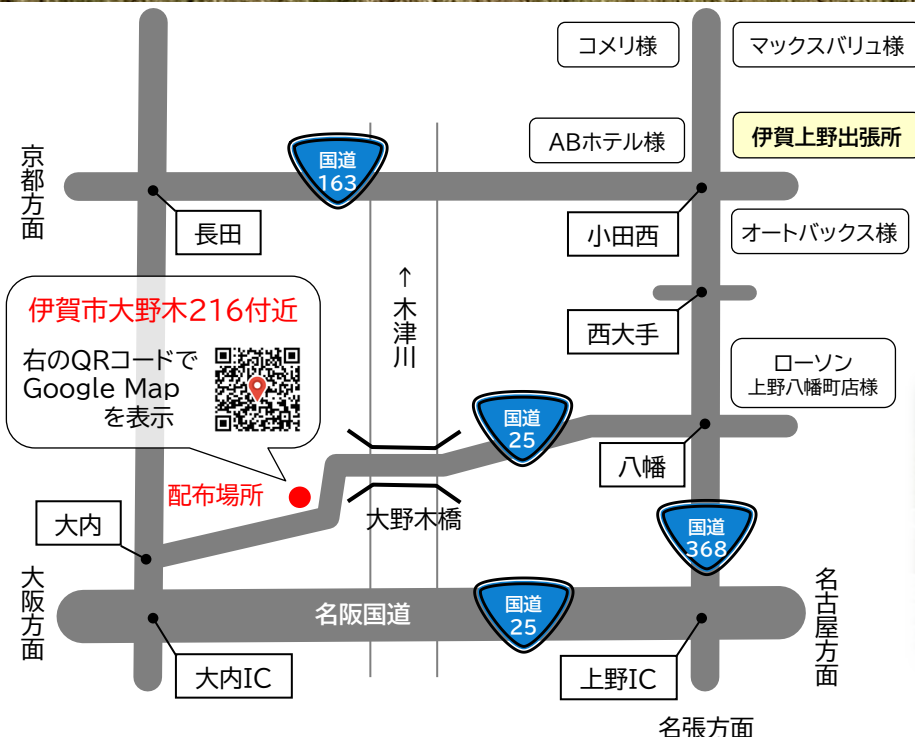 コメリ様
マックスバリュ様
ABホテル様
伊賀上野出張所
京都方面
国道
163
長田
小田西
オートバックス様
↑木津川
伊賀市大野木216付近
右のQRコードで
Google Map
を表示
西大手
ローソン
上野八幡町店様
国道
25
八幡
配布場所
大野木橋
大内
国道
368
大阪方面
名阪国道
国道
25
名古屋方面
大内IC
上野IC
名張方面